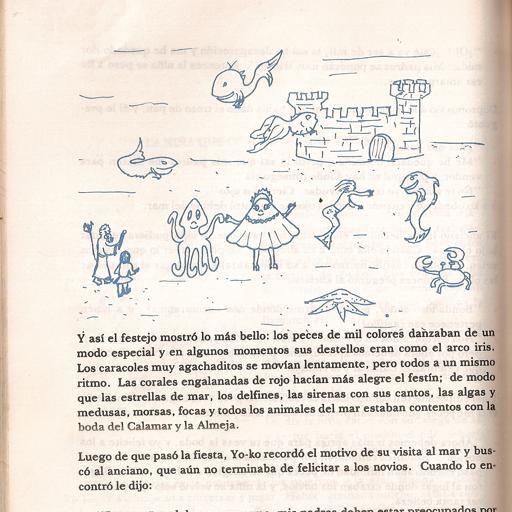 Y así el festejo mostró lo más bello: los peces de mil colores danzaban de un
modo especial y en algunos momentos sus destellos eran como el arco iris.
Los caracoles muy agachaditos se movían lentamente, pero todos a un mismo
ritmo. Las corales engalanadas de rojo hacían más alegre el festín; de modo
que las estrellas de mar, los delfines, las sirenas con sus cantos, las algas y
medusas, morsas, focas y todos los animales del mar estaban contentos con la
boda del Calamar y la Almeja.
Luego de que pasó la fiesta, Yo-ko recordó el motivo de su visita al mar y bus-
có al anciano, que aún no terminaba de felicitar a los novios. Cuando lo en-
contró le dijo:
mis padres deben estar preocupados por